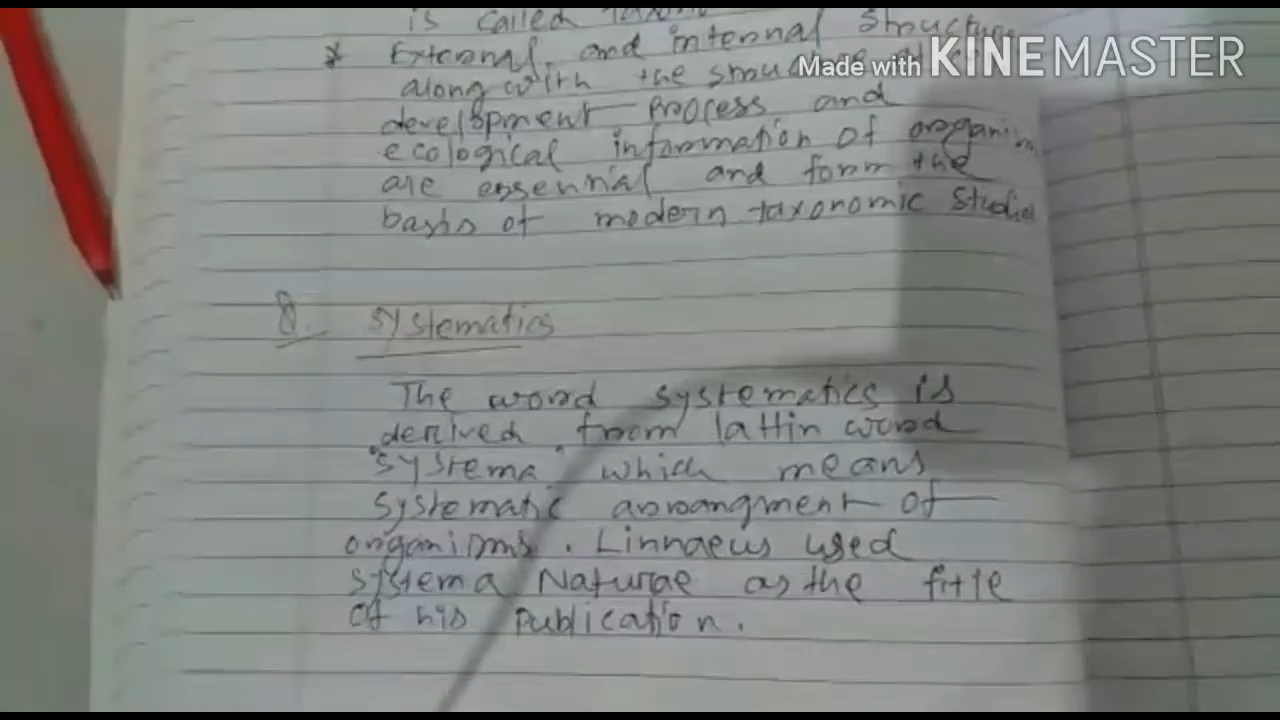 is called
* External, and internal structure
along with the
development process and
ecological information of organism
are essential and form the
basis of modern taxonomic studies
Made with KINEMASTER
Q. Systematics
The word systematics is
derived from lattin word
'systema' which means
systematic arrangment of
organisms. Linnaeus used
systema Naturae as the title
of his publication.